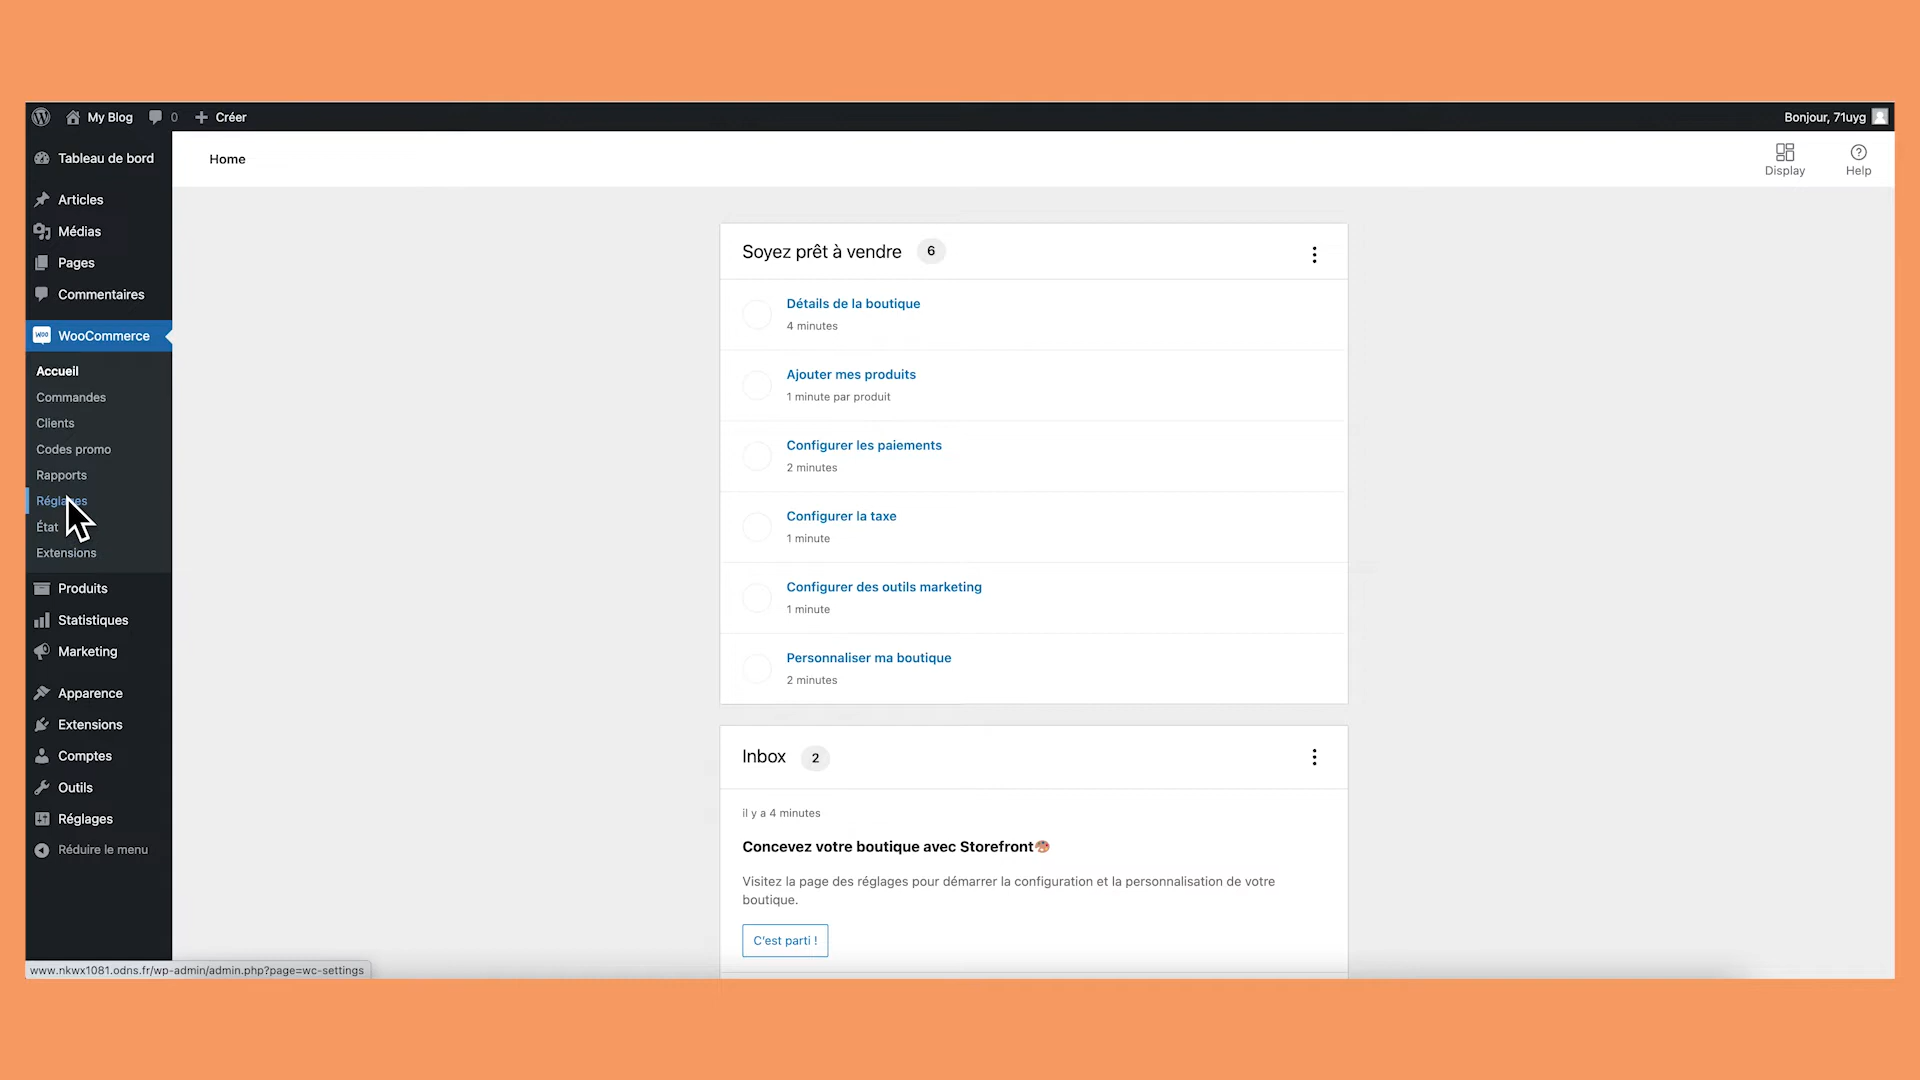 My Blog
0
Créer
Bonjour, 71uyg
Tableau de bord
Articles
Médias
Pages
Commentaires
WOO
WooCommerce
Accueil
Commandes
Clients
Codes promo
Rapports
Réglages
État
Extensions
Produits
Statistiques
Marketing
Apparence
Extensions
Comptes
Outils
Réglages
Réduire le menu
www.nkwx1081.odns.fr/wp-admin/admin.php?page=wc-settings
Home
Display
Help
Soyez prêt à vendre 6
Détails de la boutique
4 minutes
Ajouter mes produits
1 minute par produit
Configurer les paiements
2 minutes
Configurer la taxe
1 minute
Configurer des outils marketing
1 minute
Personnaliser ma boutique
2 minutes
Inbox 2
il y a 4 minutes
Concevez votre boutique avec Storefront🎨
Visitez la page des réglages pour démarrer la configuration et la personnalisation de votre
boutique.
C'est parti !